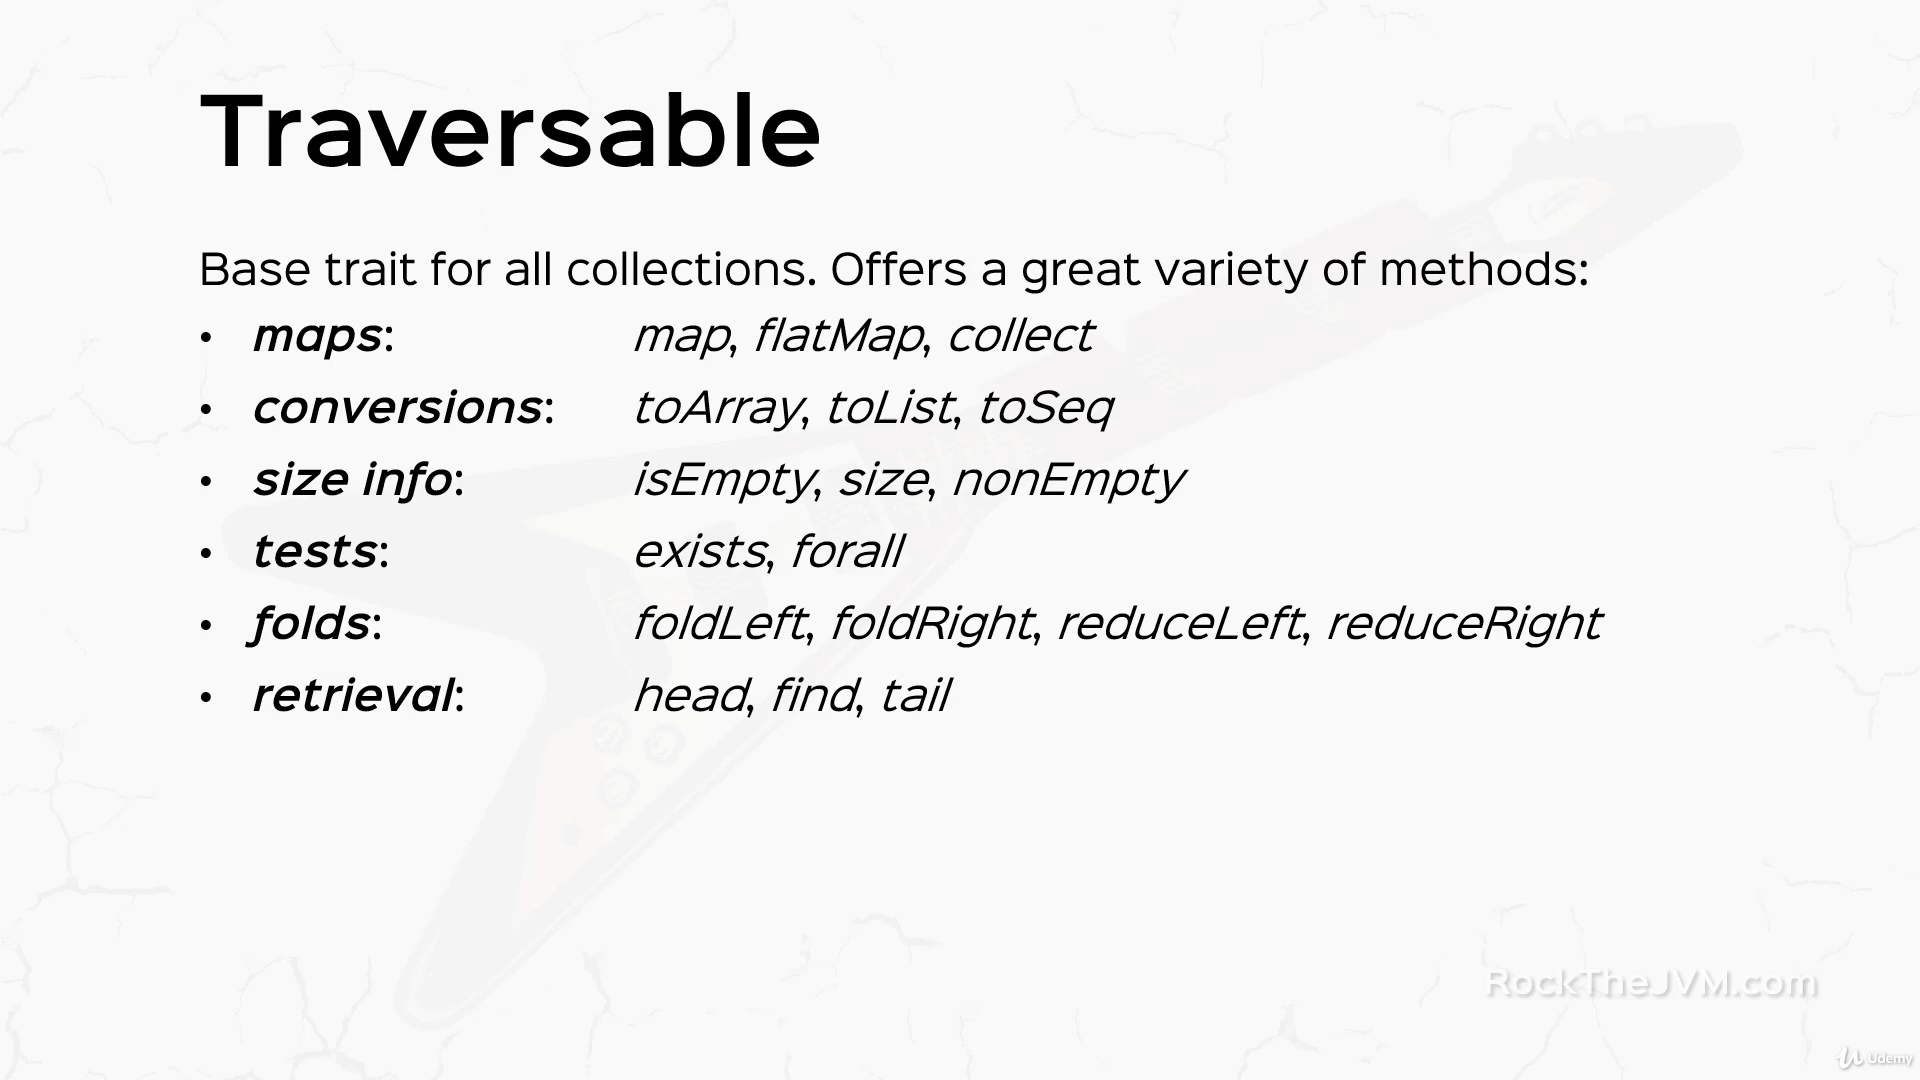 Traversable
Base trait for all collections. Offers a great variety of methods:
• maps: map, flatMap, collect
• conversions: toArray, toList, toSeq
• size info: isEmpty, size, nonEmpty
• tests: exists, forall
• folds: foldLeft, foldRight, reduceLeft, reduceRight
• retrieval: head, find, tail
RockTheJVM.com
Udemy